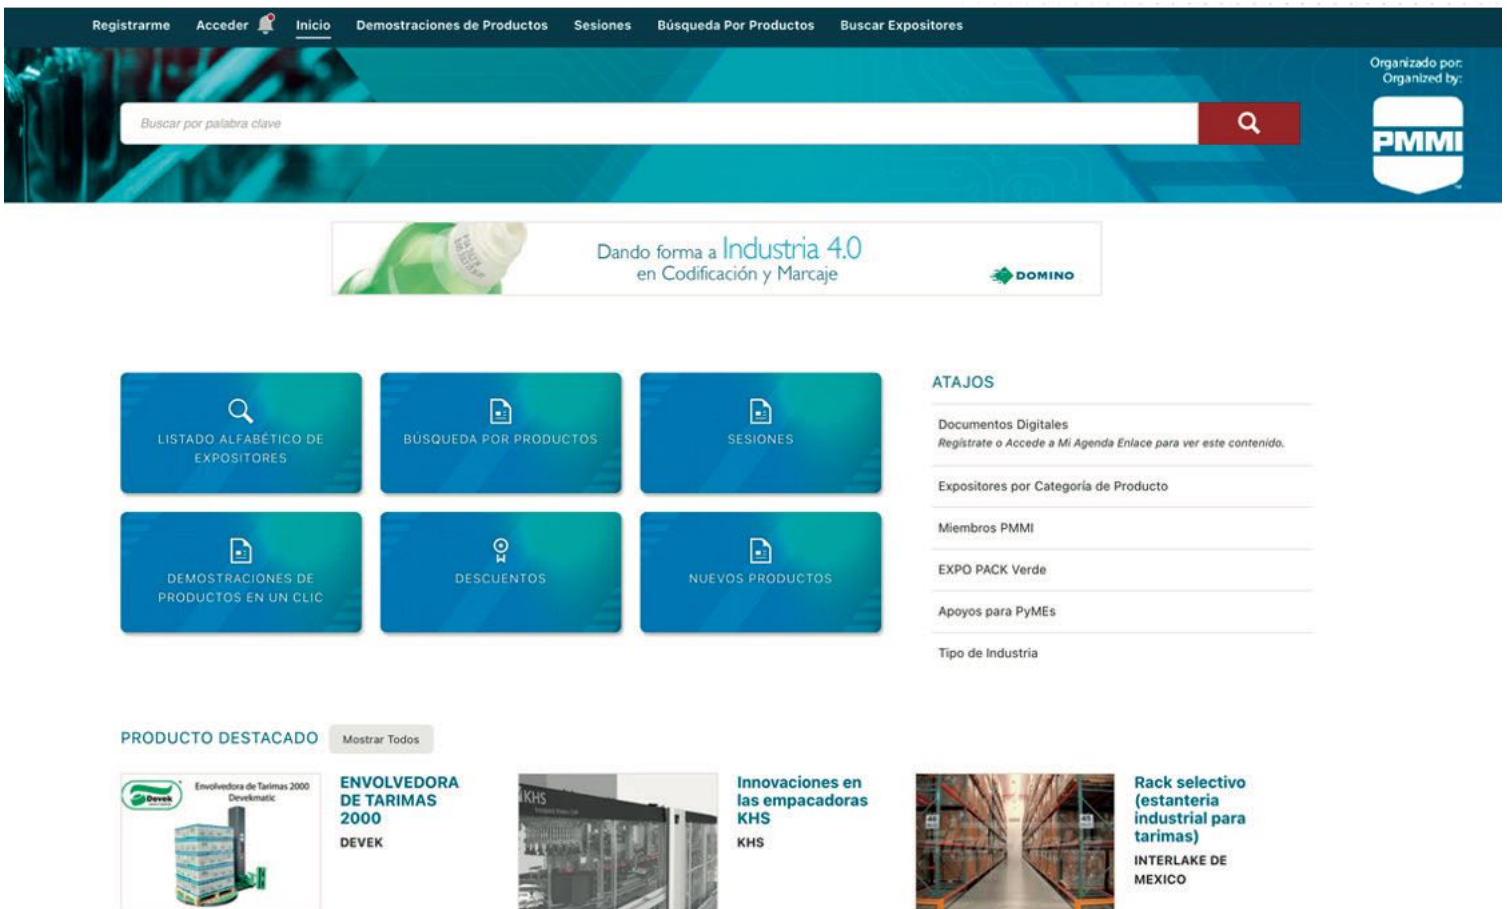 Registrarme Acceder Inicio Demostraciones de Productos Sesiones Búsqueda Por Productos Buscar Expositores
Organizado por:
Organized by:
Buscar por palabra clave
PMMI
Dando forma a Industria 4.0
en Codificación y Marcaje
DOMINO
LISTADO ALFABÉTICO DE
EXPOSITORES
BÚSQUEDA POR PRODUCTOS
SESIONES
DEMOSTRACIONES DE
PRODUCTOS EN UN CLIC
DESCUENTOS
NUEVOS PRODUCTOS
ATAJOS
Documentos Digitales
Regístrate o Accede a Mi Agenda Enlace para ver este contenido.
Expositores por Categoría de Producto
Miembros PMMI
EXPO PACK Verde
Apoyos para PyMEs
Tipo de Industria
PRODUCTO DESTACADO Mostrar Todos
Devek
Envolvedora de Tarimas 2000
Devekmatic
ENVOLVEDORA
DE TARIMAS
2000
DEVEK
KHS
Innovaciones en
las empacadoras
KHS
KHS
Rack selectivo
(estanteria
industrial para
tarimas)
INTERLAKE DE
MEXICO